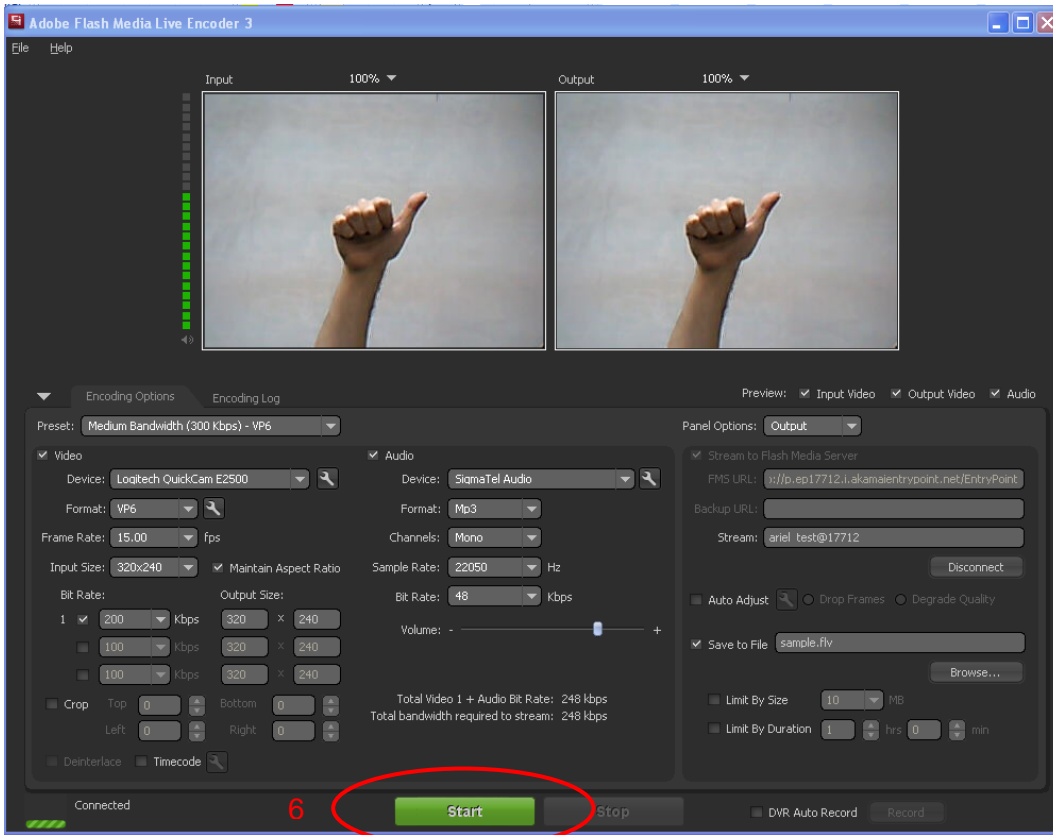 Adobe Flash Media Live Encoder 3
File Help
Input 100% Output 100%
Encoding Options Encoding Log
Preview: Input Video Output Video Audio
Preset: Medium Bandwidth (300 Kbps) - VP6
Panel Options: Output
Video
Device: Logitech QuickCam E2500
Format: VP6
Frame Rate: 15.00 fps
Input Size: 320x240 Maintain Aspect Ratio
Bit Rate: Output Size:
1 200 Kbps 320 x 240
100 Kbps 320 x 240
100 Kbps 320 x 240
Crop Top 0 Bottom 0
Left 0 Right 0
Deinterlace Timecode
Audio
Device: SigmaTel Audio
Format: Mp3
Channels: Mono
Sample Rate: 22050 Hz
Bit Rate: 48 Kbps
Volume: - +
Total Video 1 + Audio Bit Rate: 248 kbps
Total bandwidth required to stream: 248 kbps
Stream to Flash Media Server
FMS URL: ://p.ep17712.i.akamaientrypoint.net/EntryPoint
Backup URL:
Stream: ariel test@17712
Disconnect
Auto Adjust Drop Frames Degrade Quality
Save to File sample.flv
Browse...
Limit By Size 10 MB
Limit By Duration 1 hrs 0 min
Connected
6
Start Stop
DVR Auto Record Record